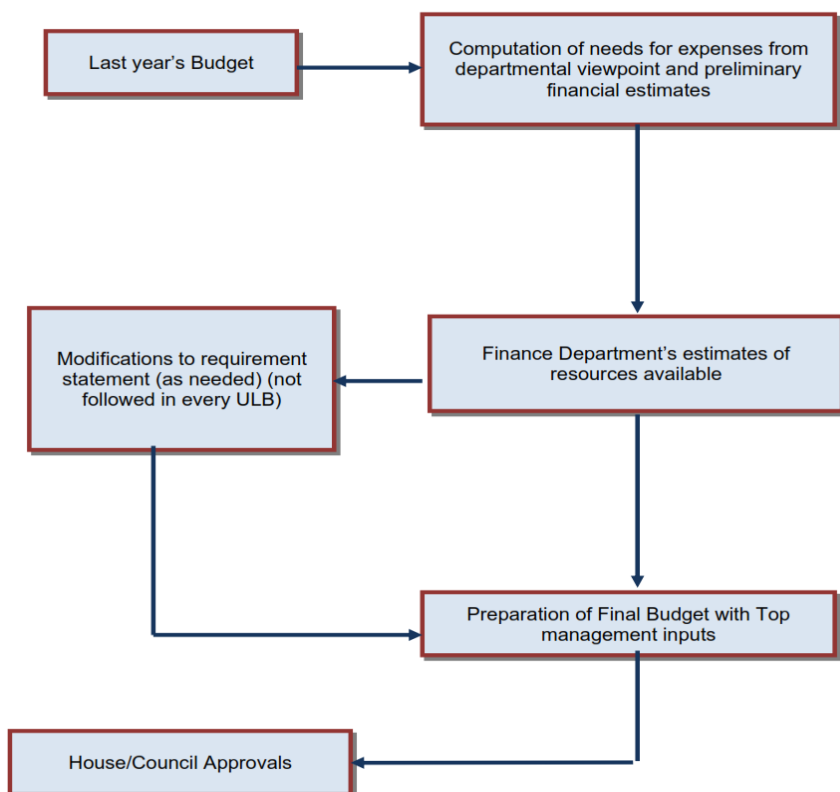 Last year's Budget
Computation of needs for expenses from
departmental viewpoint and preliminary
financial estimates
Modifications to requirement
statement (as needed) (not
followed in every ULB)
Finance Department's estimates of
resources available
Preparation of Final Budget with Top
management inputs
House/Council Approvals